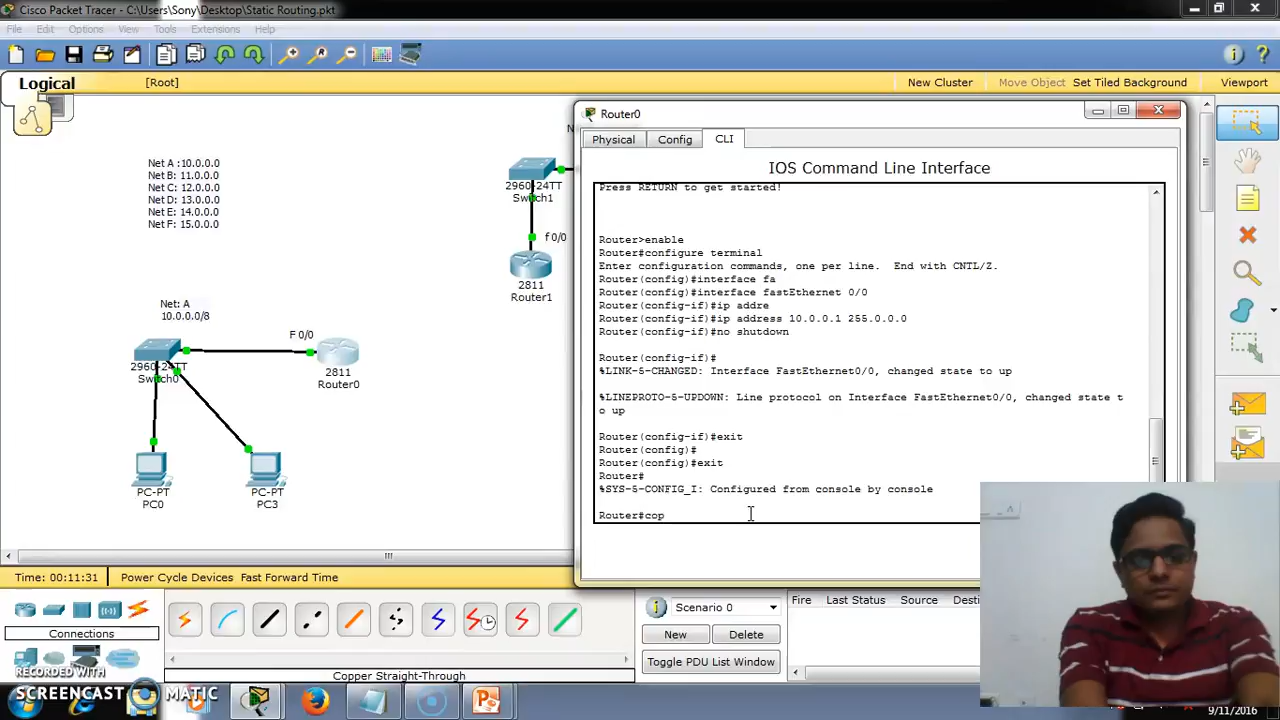 Cisco Packet Tracer - C:\Users\Sony\Desktop\Static Routing.pkt
File Edit Options View Tools Extensions Help
Logical
[Root]
New Cluster
Move Object
Set Tiled Background
Viewport
Net A :10.0.0.0
Net B: 11.0.0.0
Net C: 12.0.0.0
Net D: 13.0.0.0
Net E: 14.0.0.0
Net F: 15.0.0.0
2960-24TT
Switch1
f 0/0
2811
Router1
Net: A
10.0.0.0/8
F 0/0
2960-24TT
Switch0
2811
Router0
PC-PT
PC0
PC-PT
PC3
Router0
Physical
Config
CLI
IOS Command Line Interface
Press RETURN to get started!
Router>enable
Router#configure terminal
Enter configuration commands, one per line.  End with CNTL/Z.
Router(config)#interface fa
Router(config)#interface fastEthernet 0/0
Router(config-if)#ip addre
Router(config-if)#ip address 10.0.0.1 255.0.0.0
Router(config-if)#no shutdown
Router(config-if)#
%LINK-5-CHANGED: Interface FastEthernet0/0, changed state to up
%LINEPROTO-5-UPDOWN: Line protocol on Interface FastEthernet0/0, changed state t
o up
Router(config-if)#exit
Router(config)#
Router(config)#exit
Router#
%SYS-5-CONFIG_I: Configured from console by console
Router#cop
Time: 00:11:31
Power Cycle Devices Fast Forward Time
Connections
Copper Straight-Through
Scenario 0
New
Delete
Toggle PDU List Window
Fire
Last Status
Source
RECORDED WITH
SCREENCAST MATIC
9/11/2016